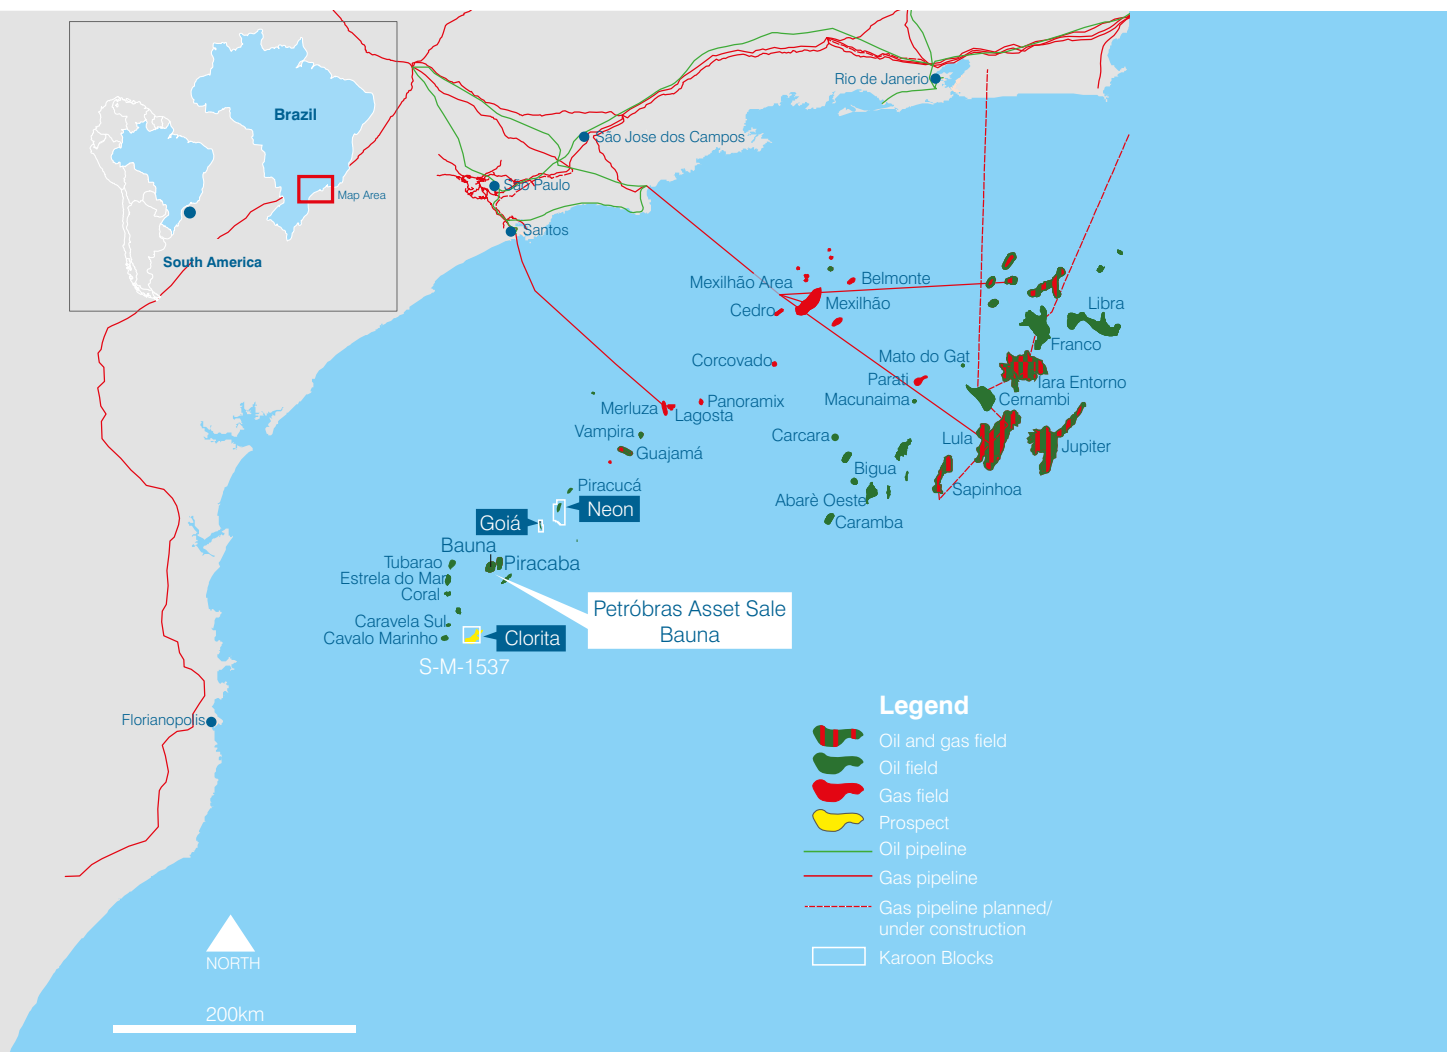 Brazil
Map Area
South America
Rio de Janerio
São Jose dos Campos
São Paulo
Santos
Mexilhão Area
Belmonte
Cedro
Mexilhão
Libra
Franco
Corcovado
Mato do Gat
Parati
Iara Entorno
Macunaima
Cernambi
Merluza
Panoramix
Lagosta
Vampira
Carcara
Lula
Jupiter
Guajamá
Bigua
Piracucá
Abarè Oeste
Sapinhoa
Neon
Goiá
Caramba
Bauna
Tubarao
Piracaba
Estrela do Mar
Coral
Petróbras Asset Sale
Bauna
Caravela Sul
Cavalo Marinho
Clorita
S-M-1537
Florianopolis
Legend
Oil and gas field
Oil field
Gas field
Prospect
Oil pipeline
Gas pipeline
Gas pipeline planned/
under construction
Karoon Blocks
NORTH
200km